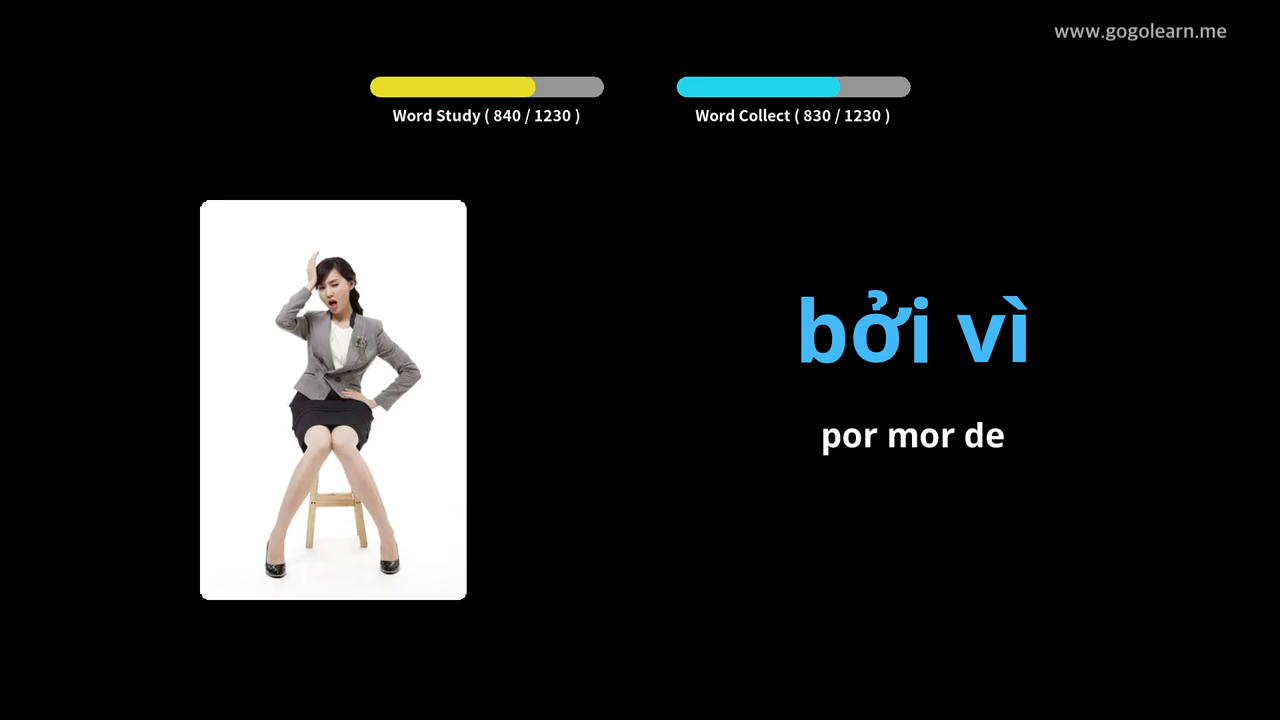 www.gogolearn.me
Word Study ( 840 / 1230 )
Word Collect ( 830 / 1230 )
bởi vì
por mor de